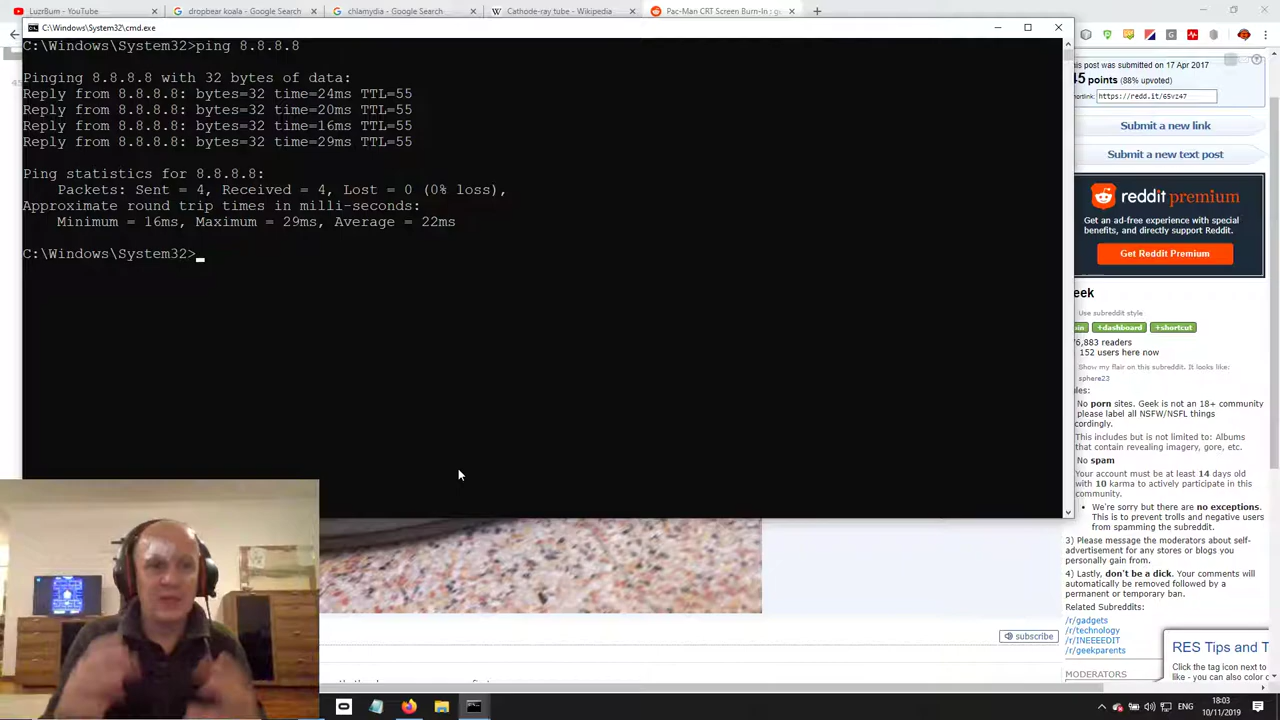 LuzrBum - YouTube
dropbear koala - Google Search
chlamydia - Google Search
Cathode-ray tube - Wikipedia
Pac-Man CRT Screen Burn-In : ge
C:\Windows\System32\cmd.exe
C:\Windows\System32>ping 8.8.8.8
Pinging 8.8.8.8 with 32 bytes of data:
Reply from 8.8.8.8: bytes=32 time=24ms TTL=55
Reply from 8.8.8.8: bytes=32 time=20ms TTL=55
Reply from 8.8.8.8: bytes=32 time=16ms TTL=55
Reply from 8.8.8.8: bytes=32 time=29ms TTL=55
Ping statistics for 8.8.8.8:
Packets: Sent = 4, Received = 4, Lost = 0 (0% loss),
Approximate round trip times in milli-seconds:
Minimum = 16ms, Maximum = 29ms, Average = 22ms
C:\Windows\System32>
his post was submitted on 17 Apr 2017
45 points (88% upvoted)
hortlink: https://redd.it/65vz47
Submit a new link
Submit a new text post
reddit premium
Get an ad-free experience with special
benefits, and directly support Reddit.
Get Reddit Premium
eek
Use subreddit style
oin
+dashboard
+shortcut
6,883 readers
152 users here now
Show my flair on this subreddit. It looks like:
sphere23
les:
No porn sites. Geek is not an 18+ community
please label all NSFW/NSFL things
ccordingly.
This includes but is not limited to: Albums
that contain revealing imagery, gore, etc.
No spam
Your account must be at least 14 days old
with 10 karma to actively participate in this
community.
We're sorry but there are no exceptions.
This is to prevent trolls and negative users
from spamming the subreddit.
3) Please message the moderators about self-
advertisement for any stores or blogs you
personally gain from.
4) Lastly, don't be a dick. Your comments will
automatically be removed followed by a
permanent or temporary ban.
Related Subreddits:
/r/gadgets
/r/technology
/r/INEEEEDIT
/r/geekparents
MODERATORS
subscribe
RES Tips and T
Click the tag icon next to
like - you can also color c
ENG
18:03
10/11/2019